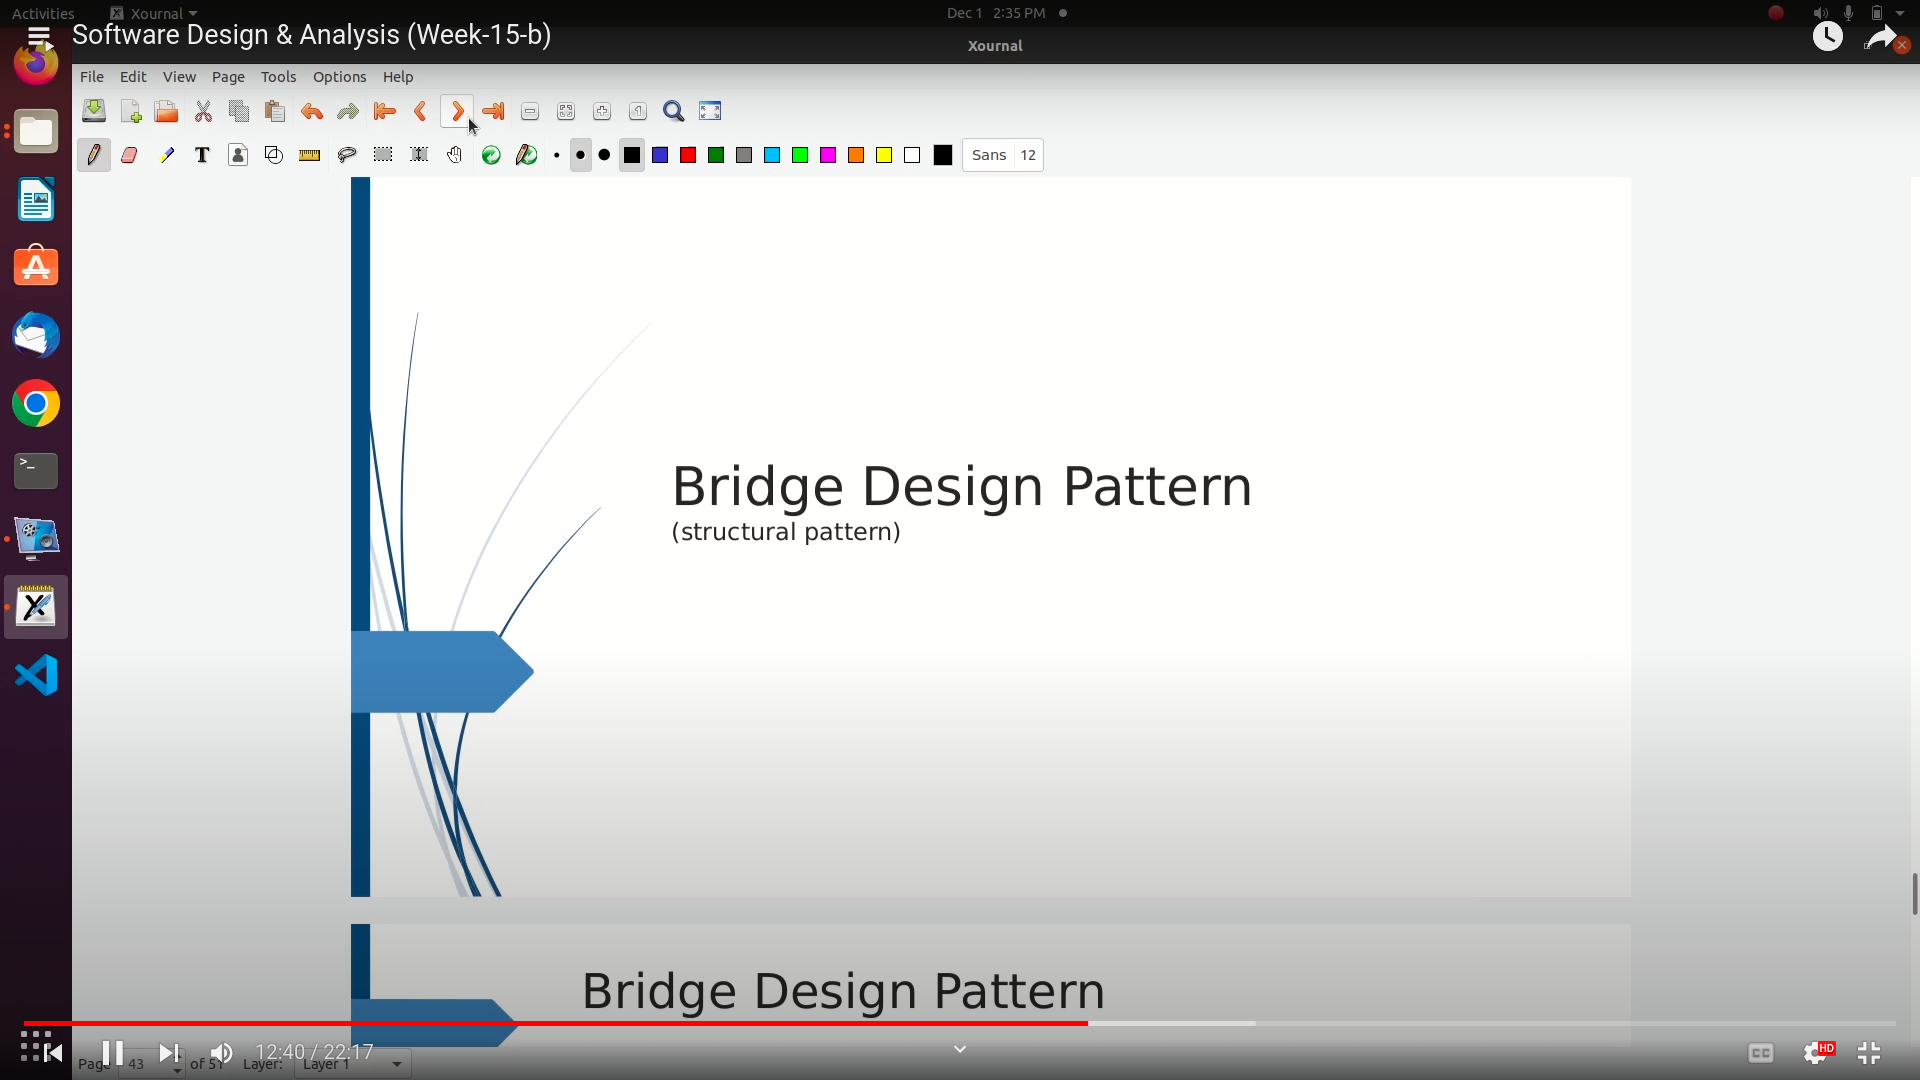 Activities Xournal Dec 1 2:35 PM
Software Design & Analysis (Week-15-b)
Xournal
File Edit View Page Tools Options Help
T Sans 12
Bridge Design Pattern
(structural pattern)
Bridge Design Pattern
12:40 / 22:17
CC HD
Page 43 of 51 Layer: Layer 1